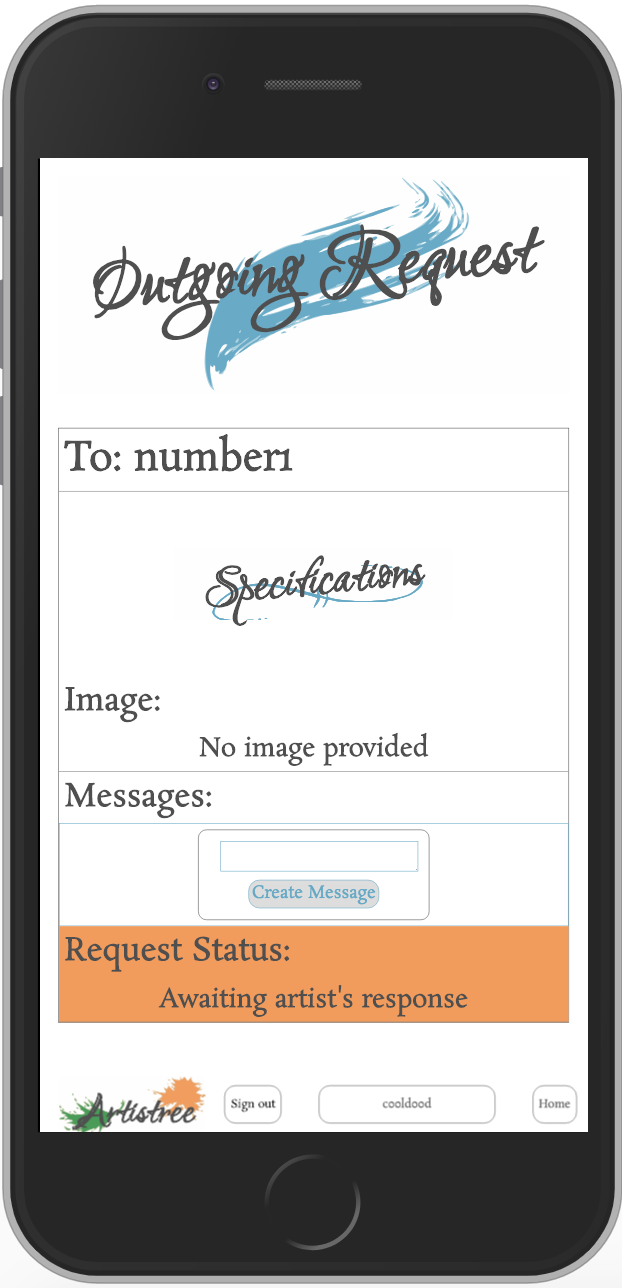 Outgoing Request
To: number1
Specifications
Image:
No image provided
Messages:
Create Message
Request Status:
Awaiting artist's response
Artistree
Sign out
cooldood
Home